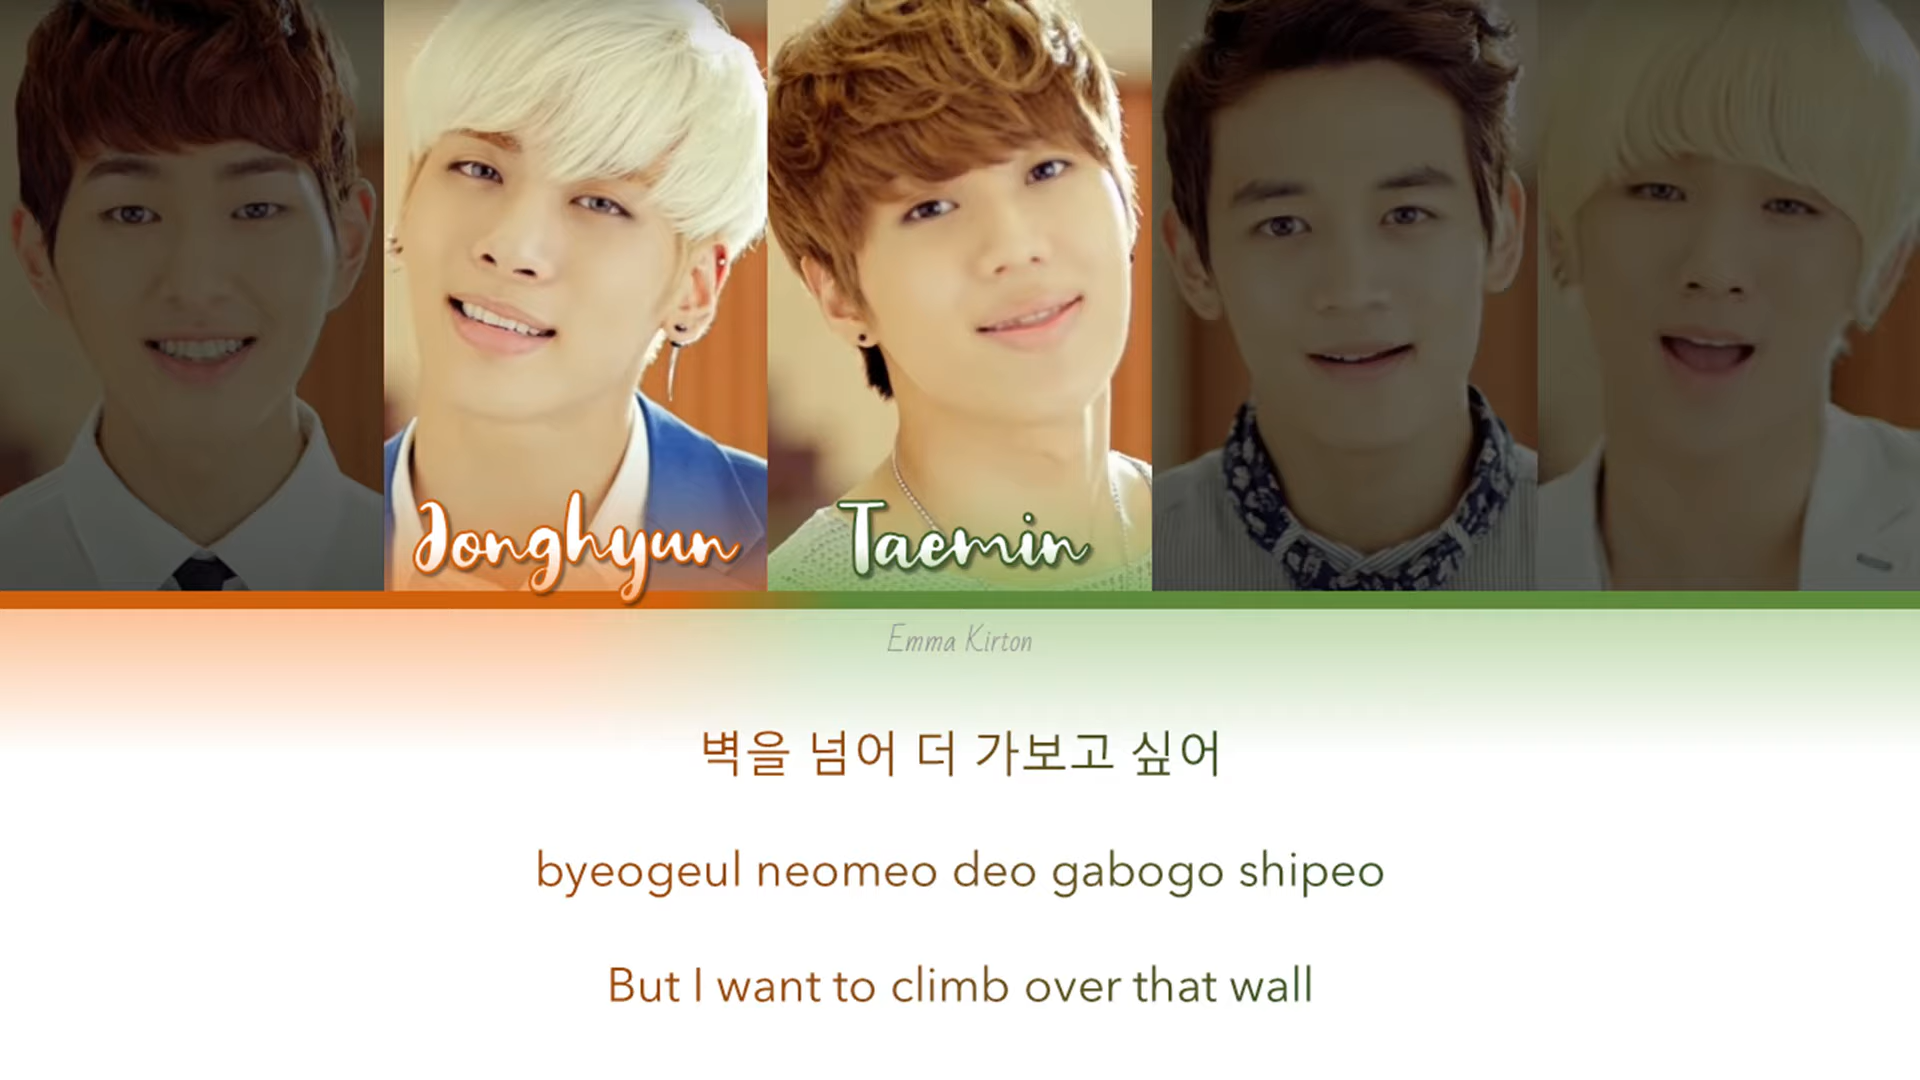 Jonghyun Taemin
Emma Kirton
벽을 넘어 더 가보고 싶어
byeogeul neomeo deo gabogo shipeo
But I want to climb over that wall